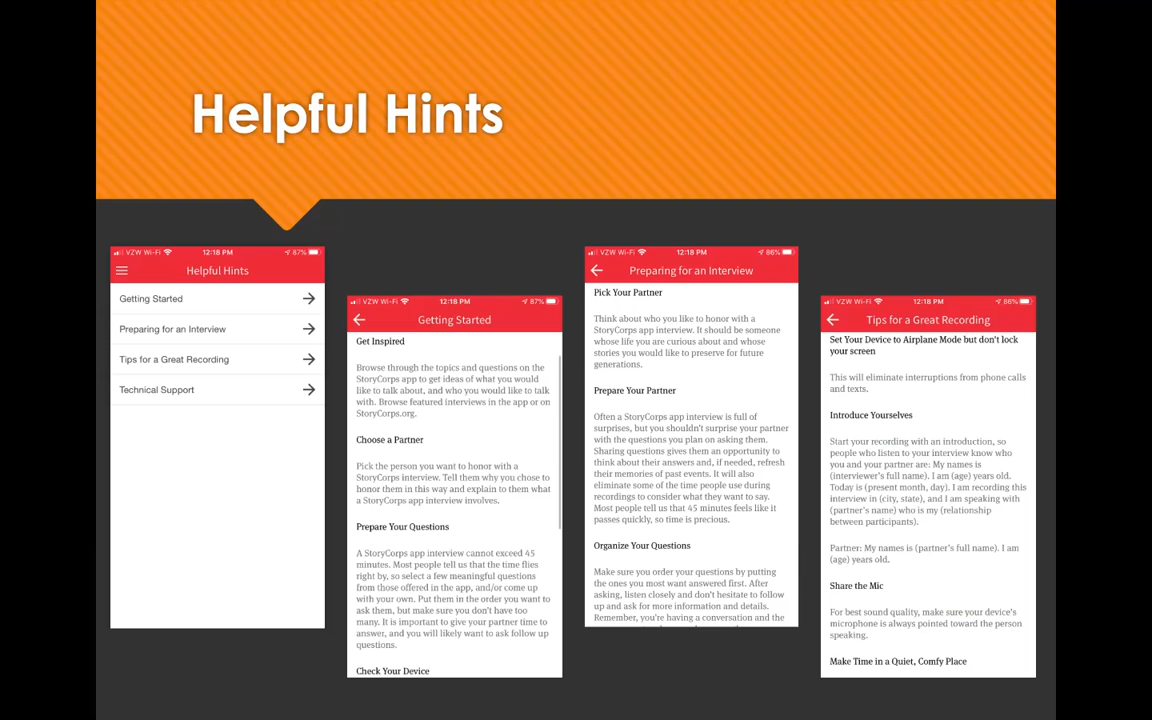 Helpful Hints
VZW Wi-Fi 12:18 PM 87%
Helpful Hints
Getting Started
Preparing for an Interview
Tips for a Great Recording
Technical Support
VZW Wi-Fi 12:18 PM 87%
Getting Started
Get Inspired
Browse through the topics and questions on the
StoryCorps app to get ideas of what you would
like to talk about, and who you would like to talk
with. Browse featured interviews in the app or on
StoryCorps.org.
Choose a Partner
Pick the person you want to honor with a
StoryCorps interview. Tell them why you chose to
honor them in this way and explain to them what
a StoryCorps app interview involves.
Prepare Your Questions
A StoryCorps app interview cannot exceed 45
minutes. Most people tell us that the time flies
right by, so select a few meaningful questions
from those offered in the app, and/or come up
with your own. Put them in the order you want to
ask them, but make sure you don't have too
many. It is important to give your partner time to
answer, and you will likely want to ask follow up
questions.
Check Your Device
VZW Wi-Fi 12:18 PM 86%
Preparing for an Interview
Pick Your Partner
Think about who you like to honor with a
StoryCorps app interview. It should be someone
whose life you are curious about and whose
stories you would like to preserve for future
generations.
Prepare Your Partner
Often a StoryCorps app interview is full of
surprises, but you shouldn't surprise your partner
with the questions you plan on asking them.
Sharing questions gives them an opportunity to
think about their answers and, if needed, refresh
their memories of past events. It will also
eliminate some of the time people use during
recordings to consider what they want to say.
Most people tell us that 45 minutes feels like it
passes quickly, so time is precious.
Organize Your Questions
Make sure you order your questions by putting
the ones you most want answered first. After
asking, listen closely and don't hesitate to follow
up and ask for more information and details.
Remember, you're having a conversation and the
VZW Wi-Fi 12:18 PM 86%
Tips for a Great Recording
Set Your Device to Airplane Mode but don't lock
your screen
This will eliminate interruptions from phone calls
and texts.
Introduce Yourselves
Start your recording with an introduction, so
people who listen to your interview know who
you and your partner are: My names is
(interviewer's full name). I am (age) years old.
Today is (present month, day). I am recording this
interview in (city, state), and I am speaking with
(partner's name) who is my (relationship
between participants).
Partner: My names is (partner's full name). I am
(age) years old.
Share the Mic
For best sound quality, make sure your device's
microphone is always pointed toward the person
speaking.
Make Time in a Quiet, Comfy Place